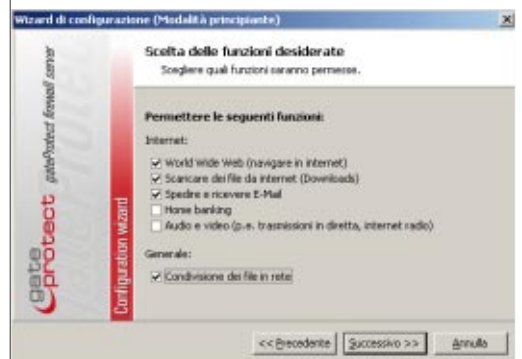 Wizard di configurazione (Modalità principiante)
Scelta delle funzioni desiderate
Scegliere quali funzioni saranno permesse.
Permettere le seguenti funzioni:
Internet:
World Wide Web (navigare in internet)
Scaricare dei file da internet (Downloads)
Spedire e ricevere E-Mail
Home banking
Audio e video (p.e. trasmissioni in diretta, internet radio)
Generale:
Condivisione dei file in rete
gate
protect
gateProtect firewall server
Configuration wizard
<< Precedente
Successivo >>
Annulla